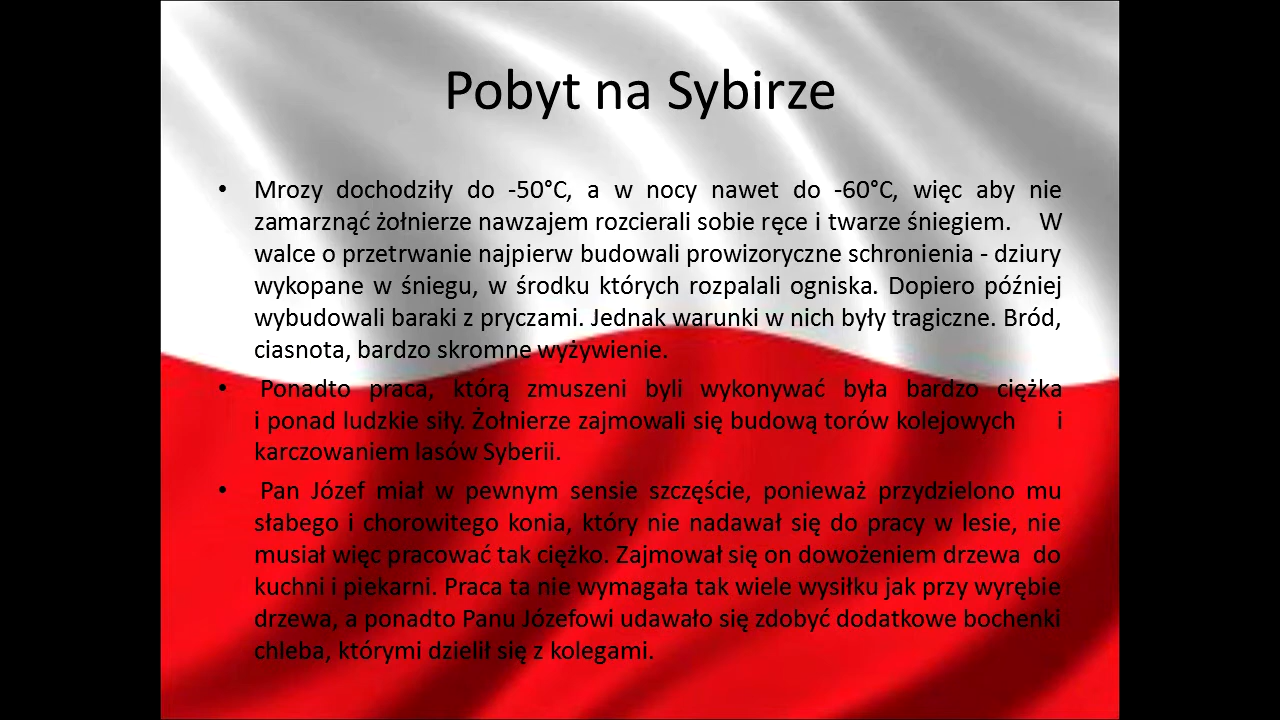 Pobyt na Sybirze
• Mrozy dochodziły do -50°C, a w nocy nawet do -60°C, więc aby nie
zamarznąć żołnierze nawzajem rozcierali sobie ręce i twarze śniegiem. W
walce o przetrwanie najpierw budowali prowizoryczne schronienia - dziury
wykopane w śniegu, w środku których rozpalali ogniska. Dopiero później
wybudowali baraki z pryczami. Jednak warunki w nich były tragiczne. Bród,
ciasnota, bardzo skromne wyżywienie.
• Ponadto praca, którą zmuszeni byli wykonywać była bardzo ciężka
i ponad ludzkie siły. Żołnierze zajmowali się budową torów kolejowych i
karczowaniem lasów Syberii.
• Pan Józef miał w pewnym sensie szczęście, ponieważ przydzielono mu
słabego i chorowitego konia, który nie nadawał się do pracy w lesie, nie
musiał więc pracować tak ciężko. Zajmował się on dowożeniem drzewa do
kuchni i piekarni. Praca ta nie wymagała tak wiele wysiłku jak przy wyrębie
drzewa, a ponadto Panu Józefowi udawało się zdobyć dodatkowe bochenki
chleba, którymi dzielił się z kolegami.